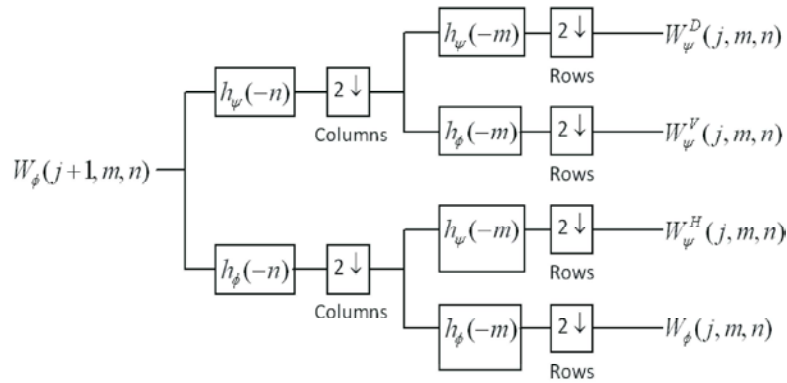 h_ψ(−m) 2↓ W_ψ^D(j, m, n)
Rows
h_ψ(−n) 2↓
Columns
h_ϕ(−m) 2↓ W_ψ^V(j, m, n)
Rows
W_ϕ(j+1, m, n)
h_ψ(−m) 2↓ W_ψ^H(j, m, n)
Rows
h_ϕ(−n) 2↓
Columns
h_ϕ(−m) 2↓ W_ϕ(j, m, n)
Rows